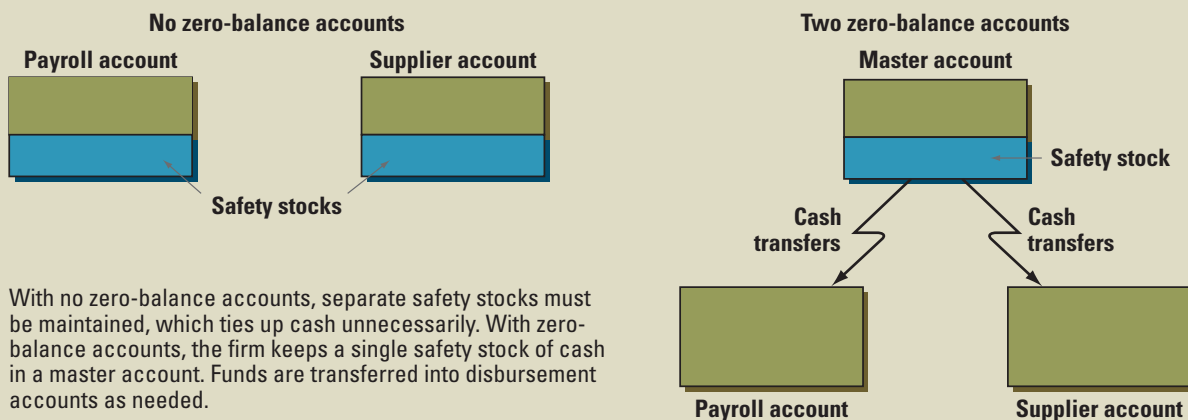 No zero-balance accounts
Payroll account
Supplier account
Safety stocks
With no zero-balance accounts, separate safety stocks must
be maintained, which ties up cash unnecessarily. With zero-
balance accounts, the firm keeps a single safety stock of cash
in a master account. Funds are transferred into disbursement
accounts as needed.
Two zero-balance accounts
Master account
Safety stock
Cash
transfers
Cash
transfers
Payroll account
Supplier account